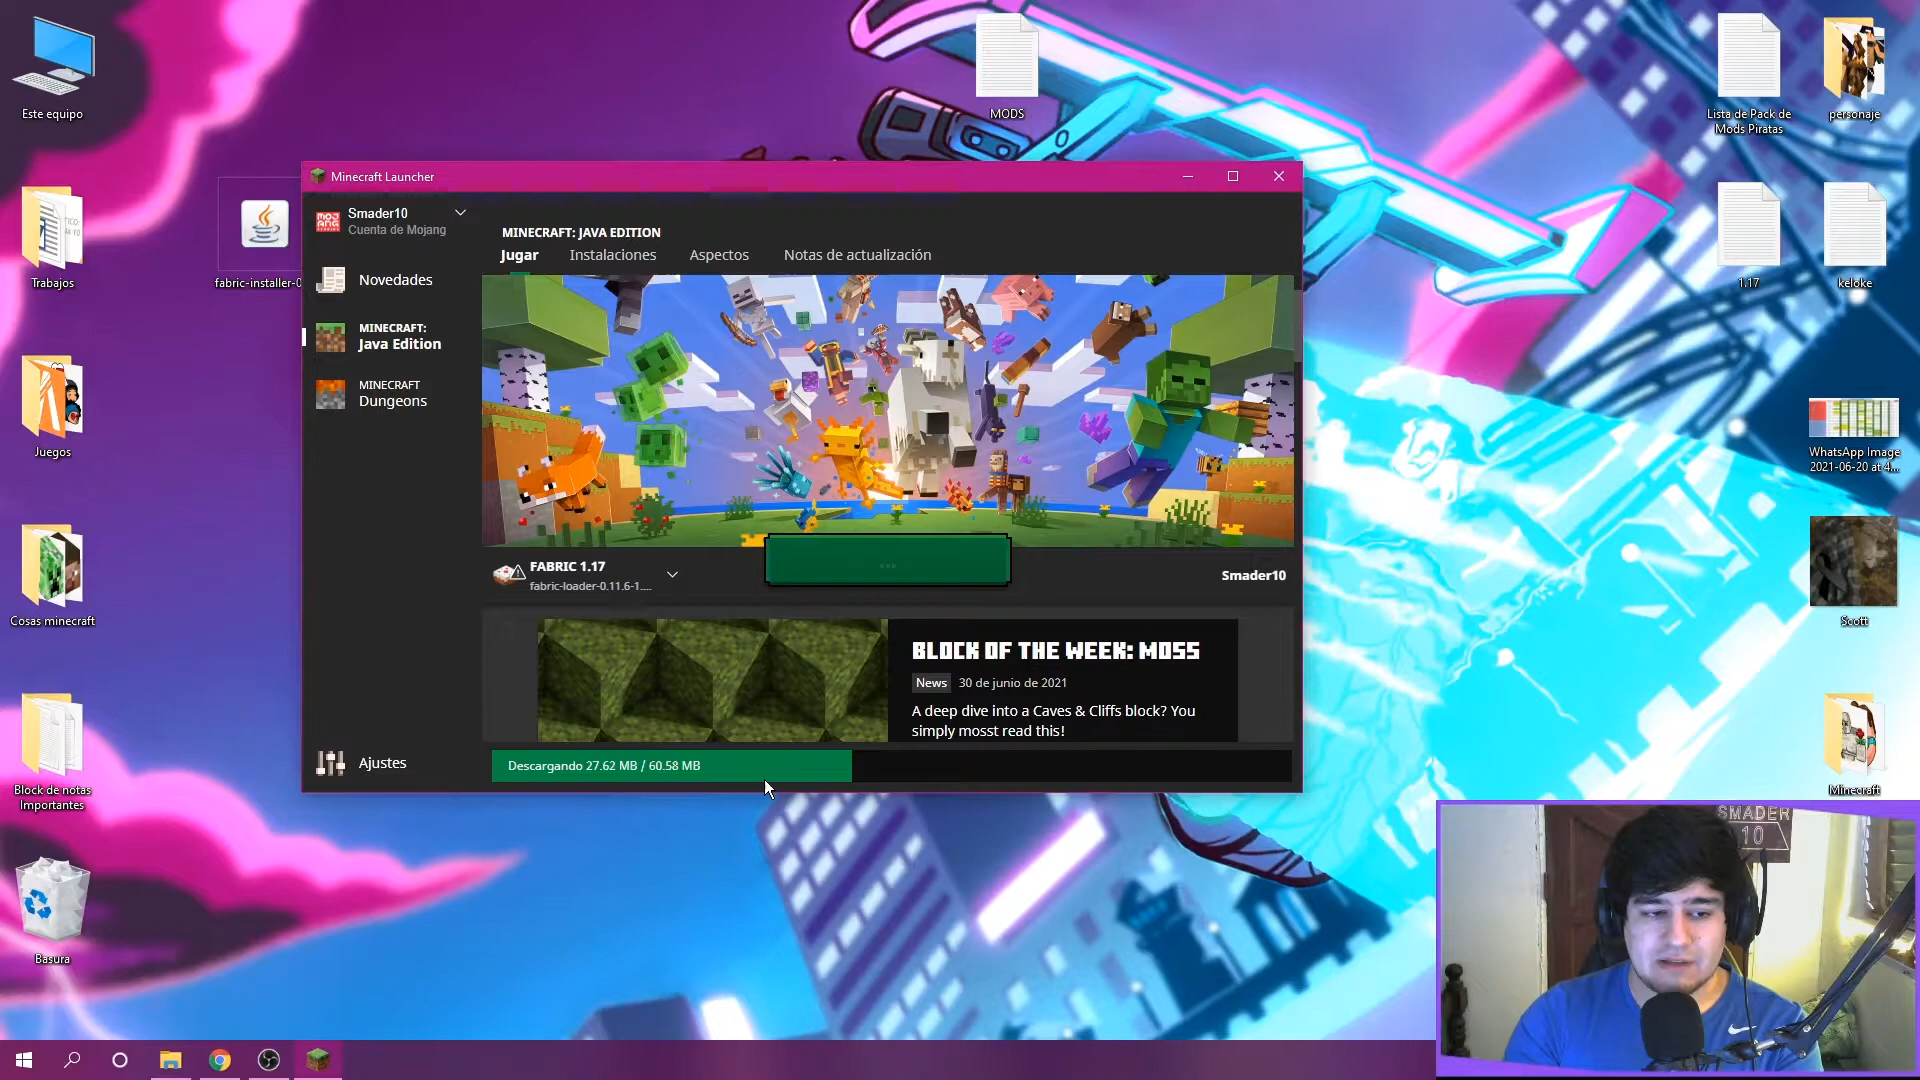 Este equipo
MODS
Lista de Pack de
Mods Piratas
personaje
Minecraft Launcher
Smader10
Cuenta de Mojang
MINECRAFT: JAVA EDITION
Jugar
Instalaciones
Aspectos
Notas de actualización
Novedades
MINECRAFT:
Java Edition
MINECRAFT
Dungeons
Trabajos
fabric-installer-0
1.17
keloke
Juegos
WhatsApp Image
2021-06-20 at 4...
FABRIC 1.17
fabric-loader-0.11.6-1....
...
Smader10
Cosas minecraft
Scott
BLOCK OF THE WEEK: MOSS
News
30 de junio de 2021
A deep dive into a Caves & Cliffs block? You
simply mosst read this!
Ajustes
Descargando 27.62 MB / 60.58 MB
Block de notas
Importantes
Minecraft
SMADER
10
Basura